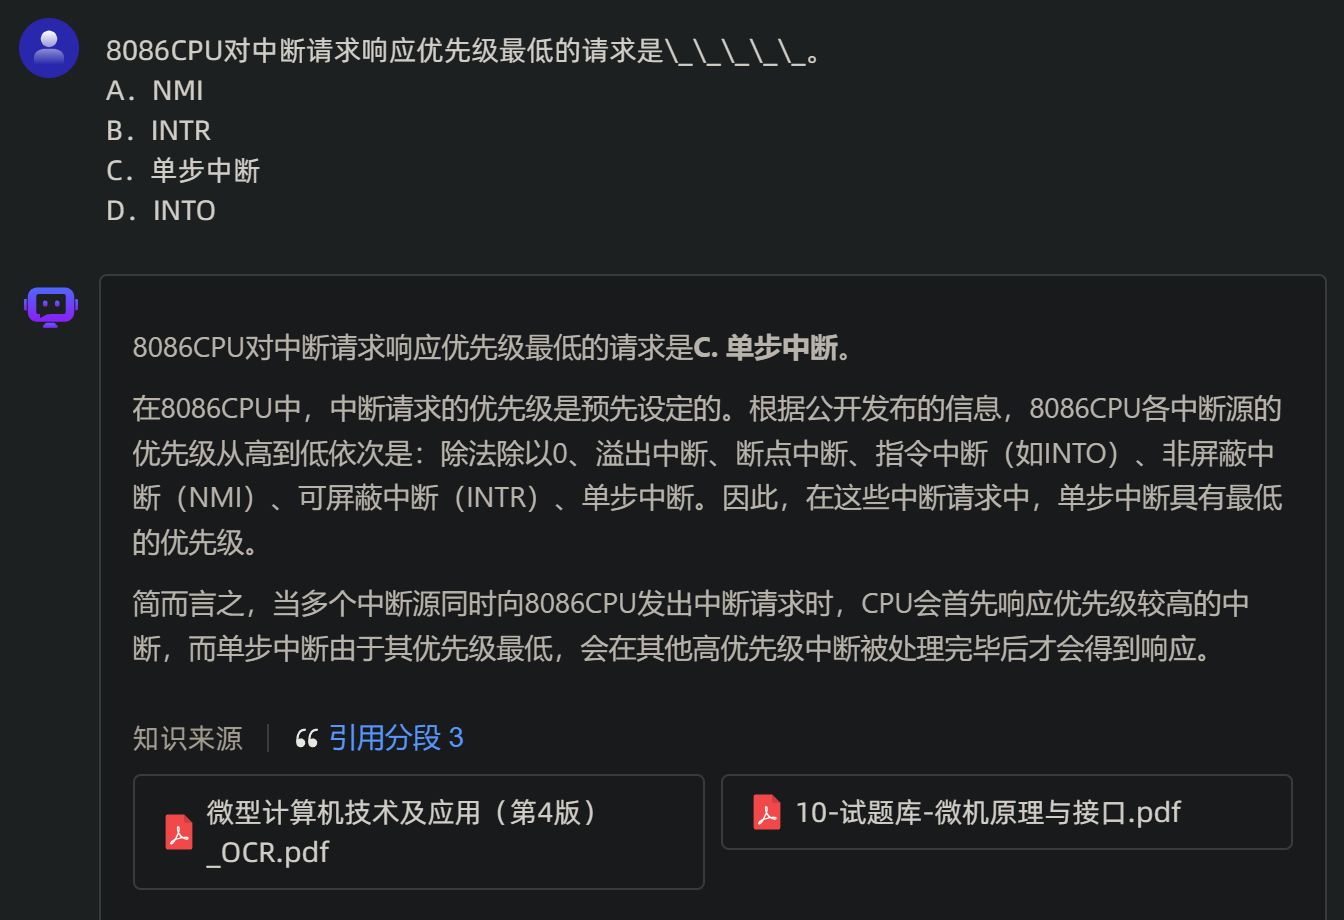 8086CPU对中断请求响应优先级最低的请求是\_\_\_\_\_。
A．NMI
B．INTR
C．单步中断
D．INTO
8086CPU对中断请求响应优先级最低的请求是C. 单步中断。
在8086CPU中，中断请求的优先级是预先设定的。根据公开发布的信息，8086CPU各中断源的
优先级从高到低依次是：除法除以0、溢出中断、断点中断、指令中断（如INTO）、非屏蔽中
断（NMI）、可屏蔽中断（INTR）、单步中断。因此，在这些中断请求中，单步中断具有最低
的优先级。
简而言之，当多个中断源同时向8086CPU发出中断请求时，CPU会首先响应优先级较高的中
断，而单步中断由于其优先级最低，会在其他高优先级中断被处理完毕后才会得到响应。
知识来源 | ❝ 引用分段 3
微型计算机技术及应用（第4版）
_OCR.pdf
10-试题库-微机原理与接口.pdf